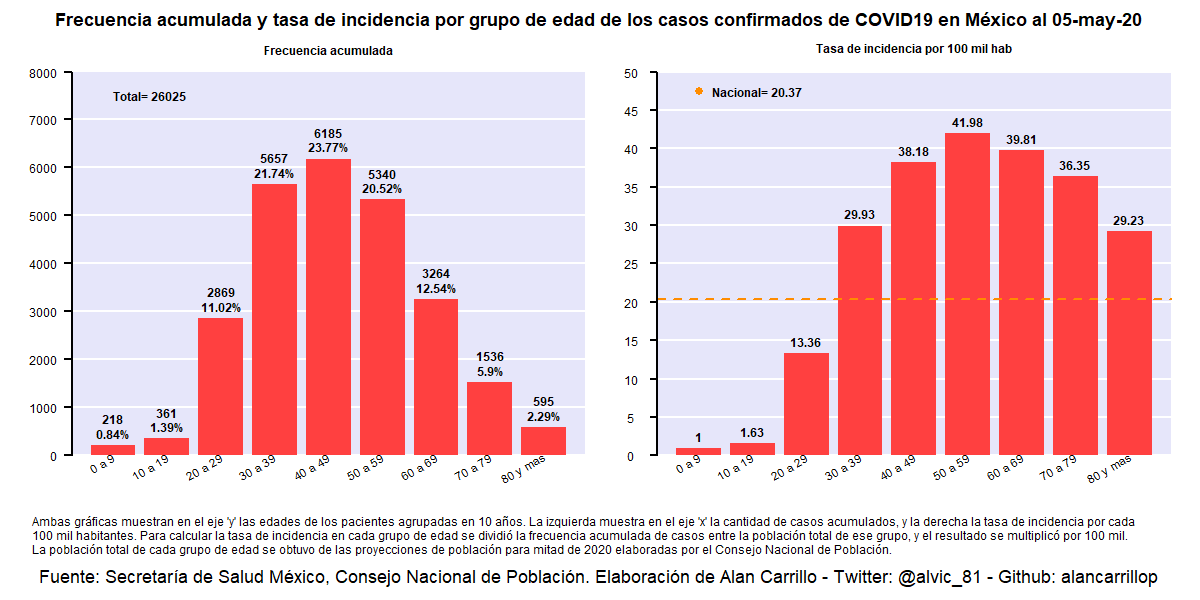 Frecuencia acumulada y tasa de incidencia por grupo de edad de los casos confirmados de COVID19 en México al 05-may-20
Frecuencia acumulada
8000
7000
6000
5000
4000
3000
2000
1000
0
Total= 26025
218
0.84%
361
1.39%
2869
11.02%
5657
21.74%
6185
23.77%
5340
20.52%
3264
12.54%
1536
5.9%
595
2.29%
0 a 9
10 a 19
20 a 29
30 a 39
40 a 49
50 a 59
60 a 69
70 a 79
80 y mas
Tasa de incidencia por 100 mil hab
50
45
40
35
30
25
20
15
10
5
0
Nacional= 20.37
1
1.63
13.36
29.93
38.18
41.98
39.81
36.35
29.23
0 a 9
10 a 19
20 a 29
30 a 39
40 a 49
50 a 59
60 a 69
70 a 79
80 y mas
Ambas gráficas muestran en el eje 'y' las edades de los pacientes agrupadas en 10 años. La izquierda muestra en el eje 'x' la cantidad de casos acumulados, y la derecha la tasa de incidencia por cada
100 mil habitantes. Para calcular la tasa de incidencia en cada grupo de edad se dividió la frecuencia acumulada de casos entre la población total de ese grupo, y el resultado se multiplicó por 100 mil.
La población total de cada grupo de edad se obtuvo de las proyecciones de población para mitad de 2020 elaboradas por el Consejo Nacional de Población.
Fuente: Secretaría de Salud México, Consejo Nacional de Población. Elaboración de Alan Carrillo - Twitter: @alvic_81 - Github: alancarrillop